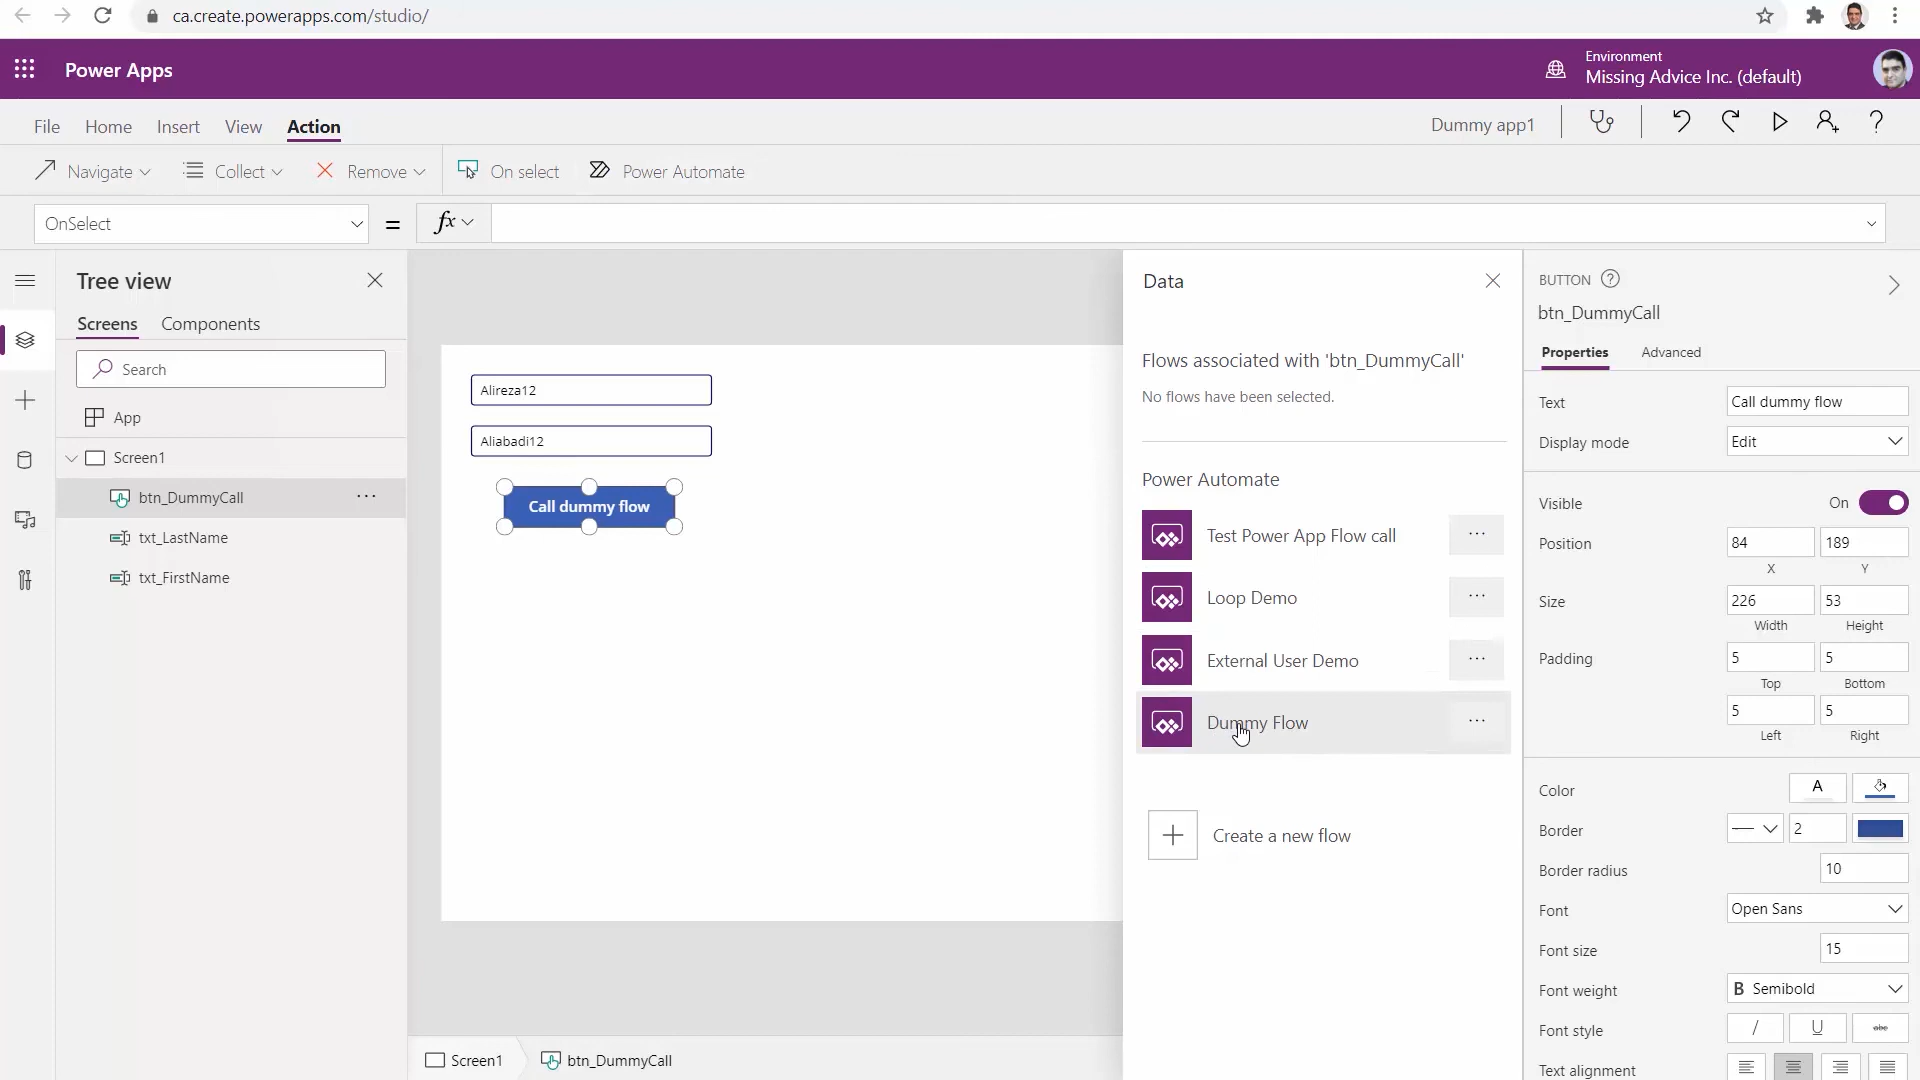 ca.create.powerapps.com/studio/
Power Apps
Environment
Missing Advice Inc. (default)
File
Home
Insert
View
Action
Dummy app1
Navigate
Collect
Remove
On select
Power Automate
OnSelect
=
fx
Tree view
Screens
Components
Search
App
Screen1
btn_DummyCall
txt_LastName
txt_FirstName
Alireza12
Aliabadi12
Call dummy flow
Screen1
btn_DummyCall
Data
Flows associated with 'btn_DummyCall'
No flows have been selected.
Power Automate
Test Power App Flow call
Loop Demo
External User Demo
Dummy Flow
Create a new flow
BUTTON
btn_DummyCall
Properties
Advanced
Text
Call dummy flow
Display mode
Edit
Visible
On
Position
84
189
X
Y
Size
226
53
Width
Height
Padding
5
5
Top
Bottom
5
5
Left
Right
Color
A
Border
2
Border radius
10
Font
Open Sans
Font size
15
Font weight
B Semibold
Font style
/
U
abc
Text alignment